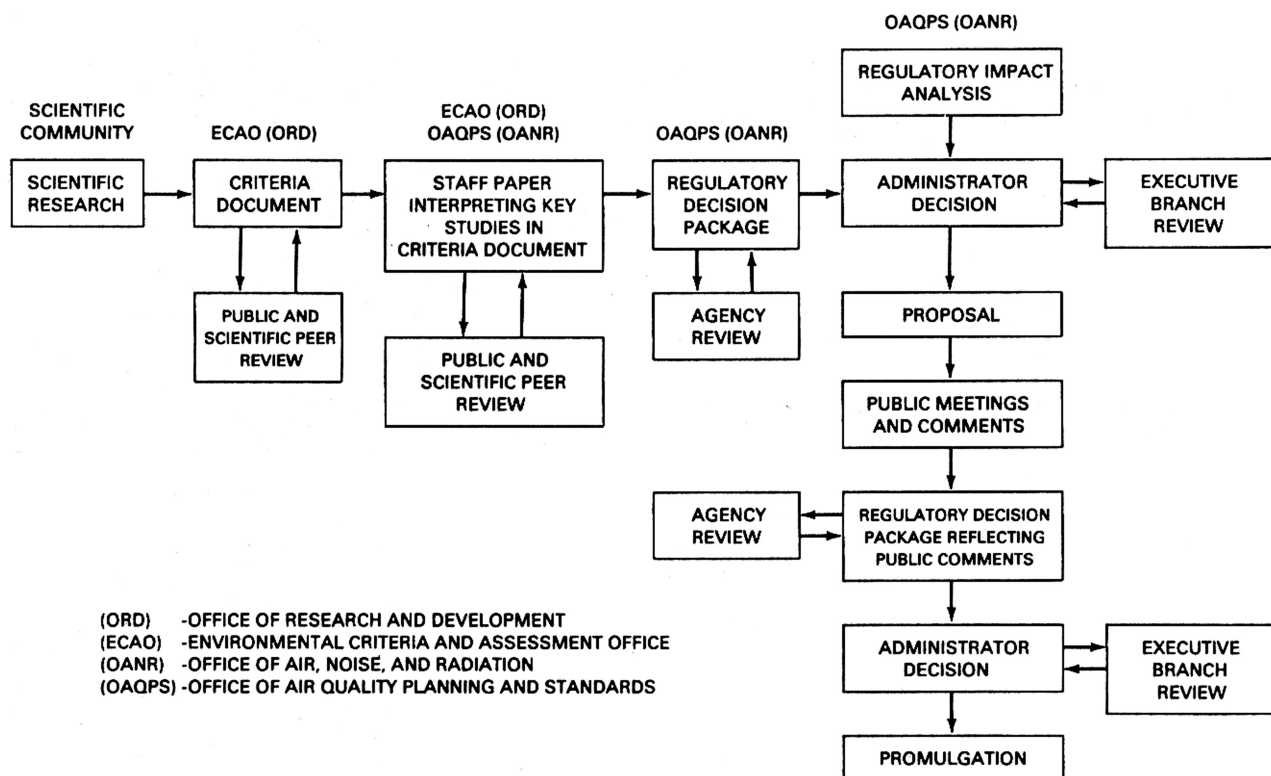 OAQPS (OANR)
REGULATORY IMPACT
ANALYSIS
SCIENTIFIC
COMMUNITY
ECAO (ORD)
ECAO (ORD)
OAQPS (OANR)
OAQPS (OANR)
SCIENTIFIC
RESEARCH
CRITERIA
DOCUMENT
STAFF PAPER
INTERPRETING KEY
STUDIES IN
CRITERIA DOCUMENT
REGULATORY
DECISION
PACKAGE
ADMINISTRATOR
DECISION
EXECUTIVE
BRANCH
REVIEW
PUBLIC AND
SCIENTIFIC PEER
REVIEW
PUBLIC AND
SCIENTIFIC PEER
REVIEW
AGENCY
REVIEW
PROPOSAL
PUBLIC MEETINGS
AND COMMENTS
AGENCY
REVIEW
REGULATORY DECISION
PACKAGE REFLECTING
PUBLIC COMMENTS
ADMINISTRATOR
DECISION
EXECUTIVE
BRANCH
REVIEW
PROMULGATION
(ORD) -OFFICE OF RESEARCH AND DEVELOPMENT
(ECAO) -ENVIRONMENTAL CRITERIA AND ASSESSMENT OFFICE
(OANR) -OFFICE OF AIR, NOISE, AND RADIATION
(OAQPS) -OFFICE OF AIR QUALITY PLANNING AND STANDARDS